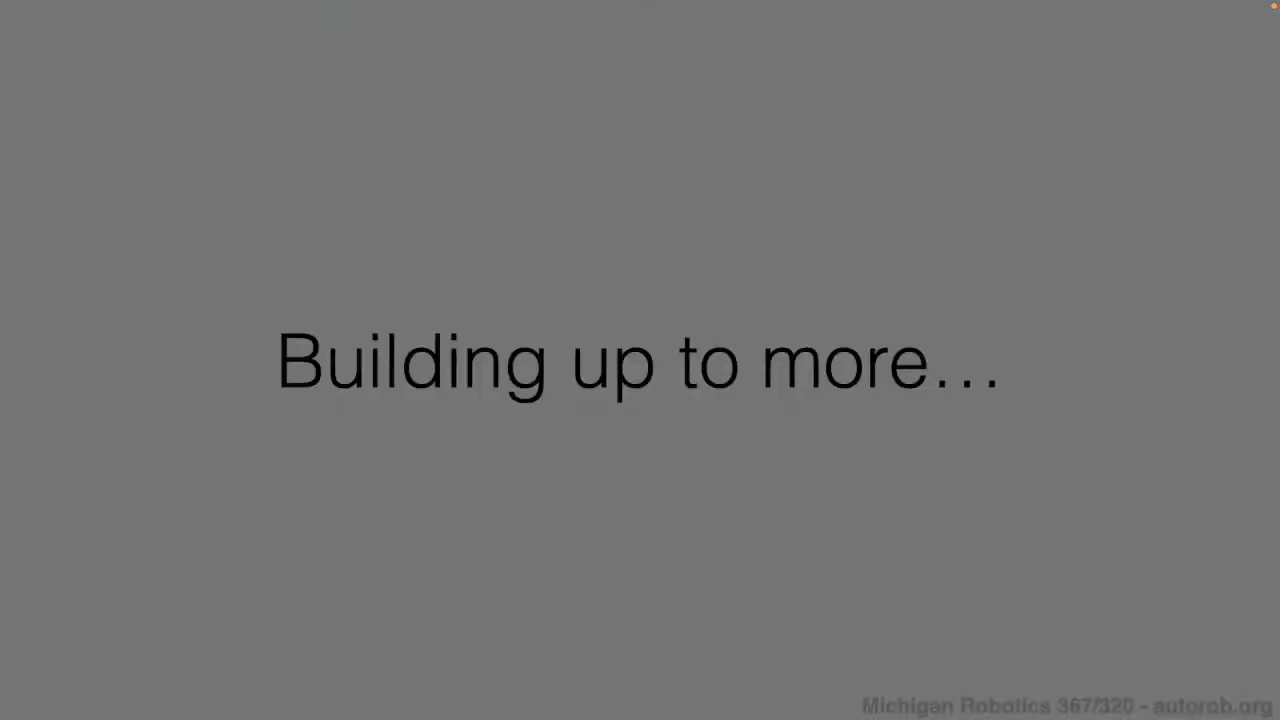 Building up to more…
Michigan Robotics 367/320 - autorob.org